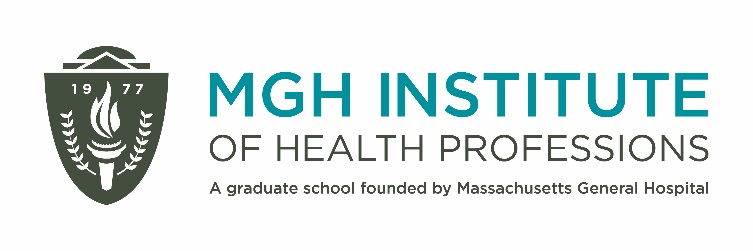 19 77
MGH INSTITUTE
OF HEALTH PROFESSIONS
A graduate school founded by Massachusetts General Hospital